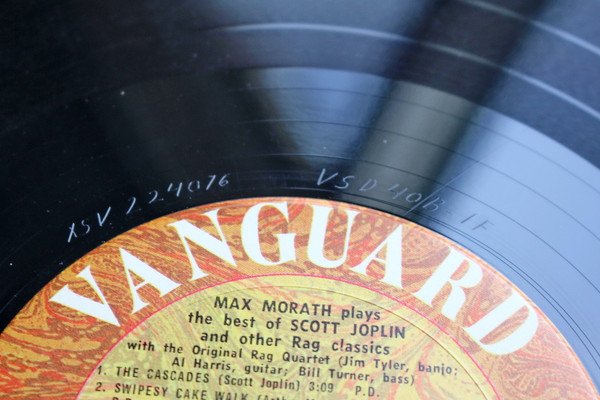 XSV 224076
VSD 4013-1F
VANGUARD
MAX MORATH plays
the best of SCOTT JOPLIN
and other Rag classics
with the Original Rag Quartet (Jim Tyler, banjo;
Al Harris, guitar; Bill Turner, bass)
1. THE CASCADES (Scott Joplin) 3:09 P.D.
2. SWIPESY CAKE WALK